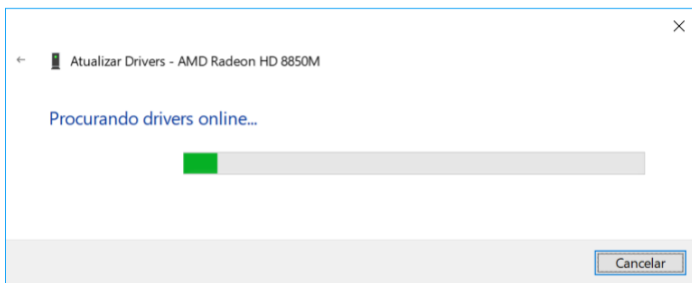 Atualizar Drivers - AMD Radeon HD 8850M
Procurando drivers online...
Cancelar